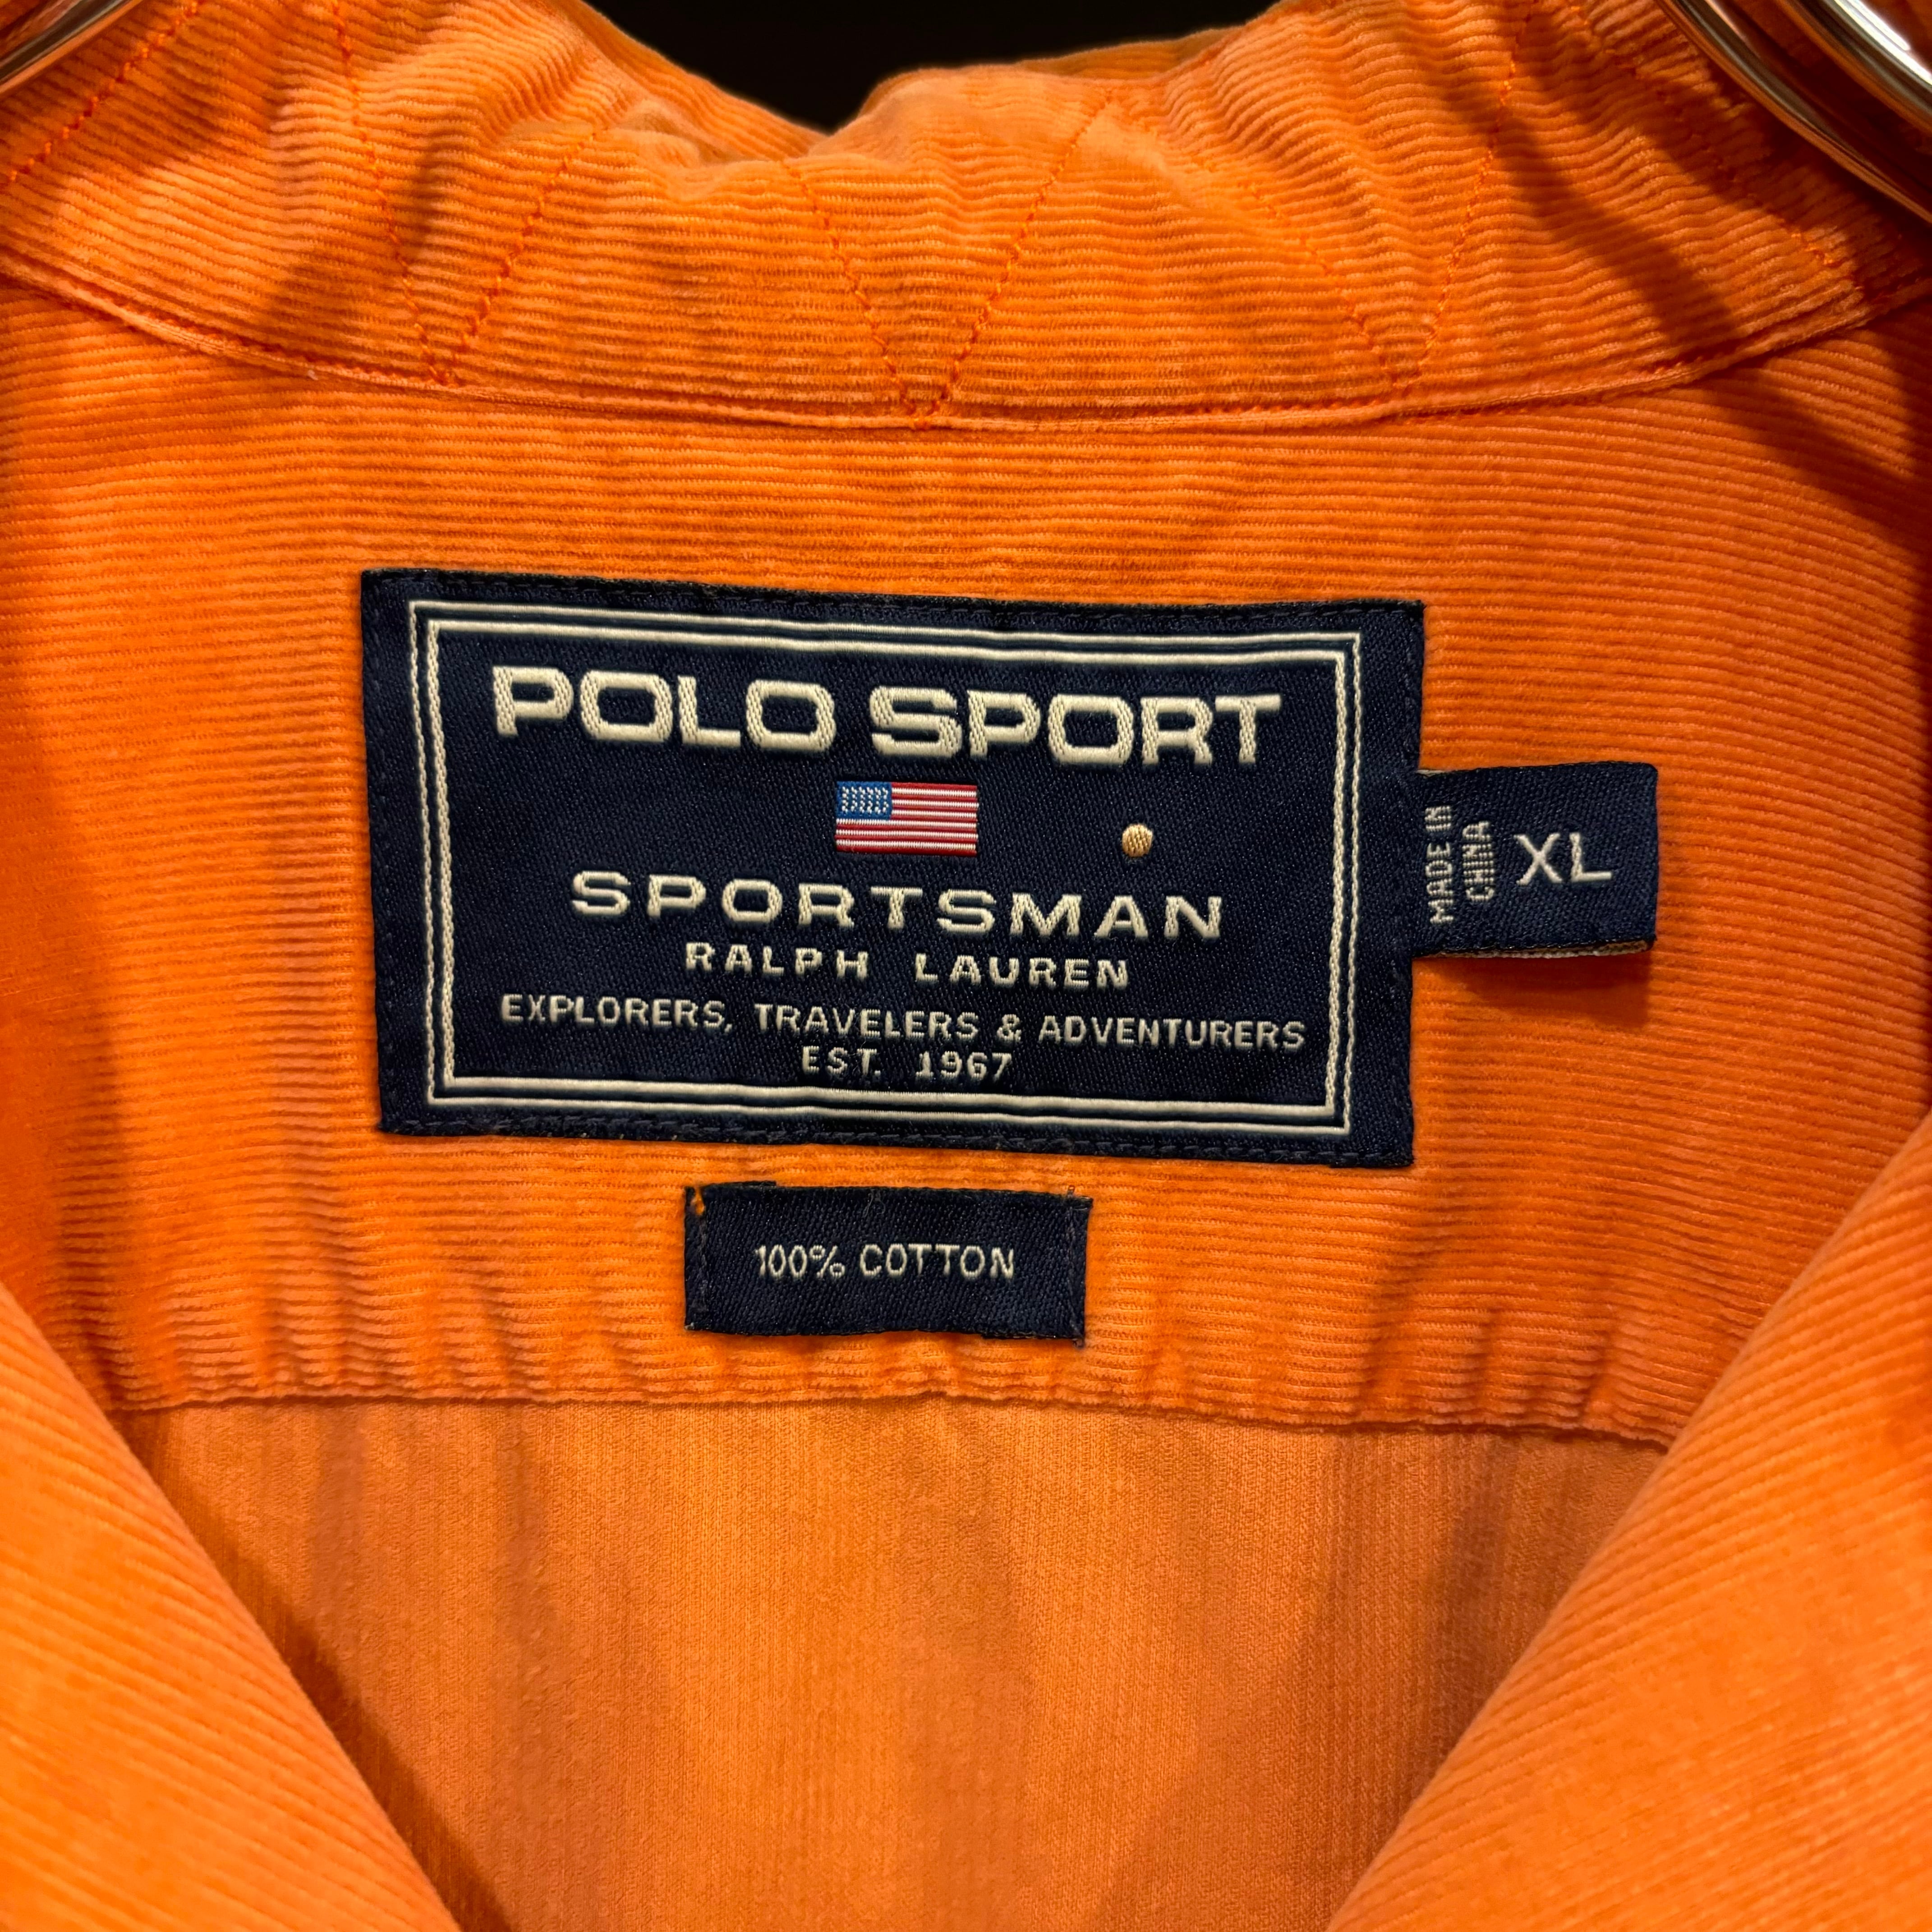 POLO SPORT
SPORTSMAN
RALPH LAUREN
EXPLORERS, TRAVELERS & ADVENTURERS
EST. 1967
MADE IN
CHINA
XL
100% COTTON